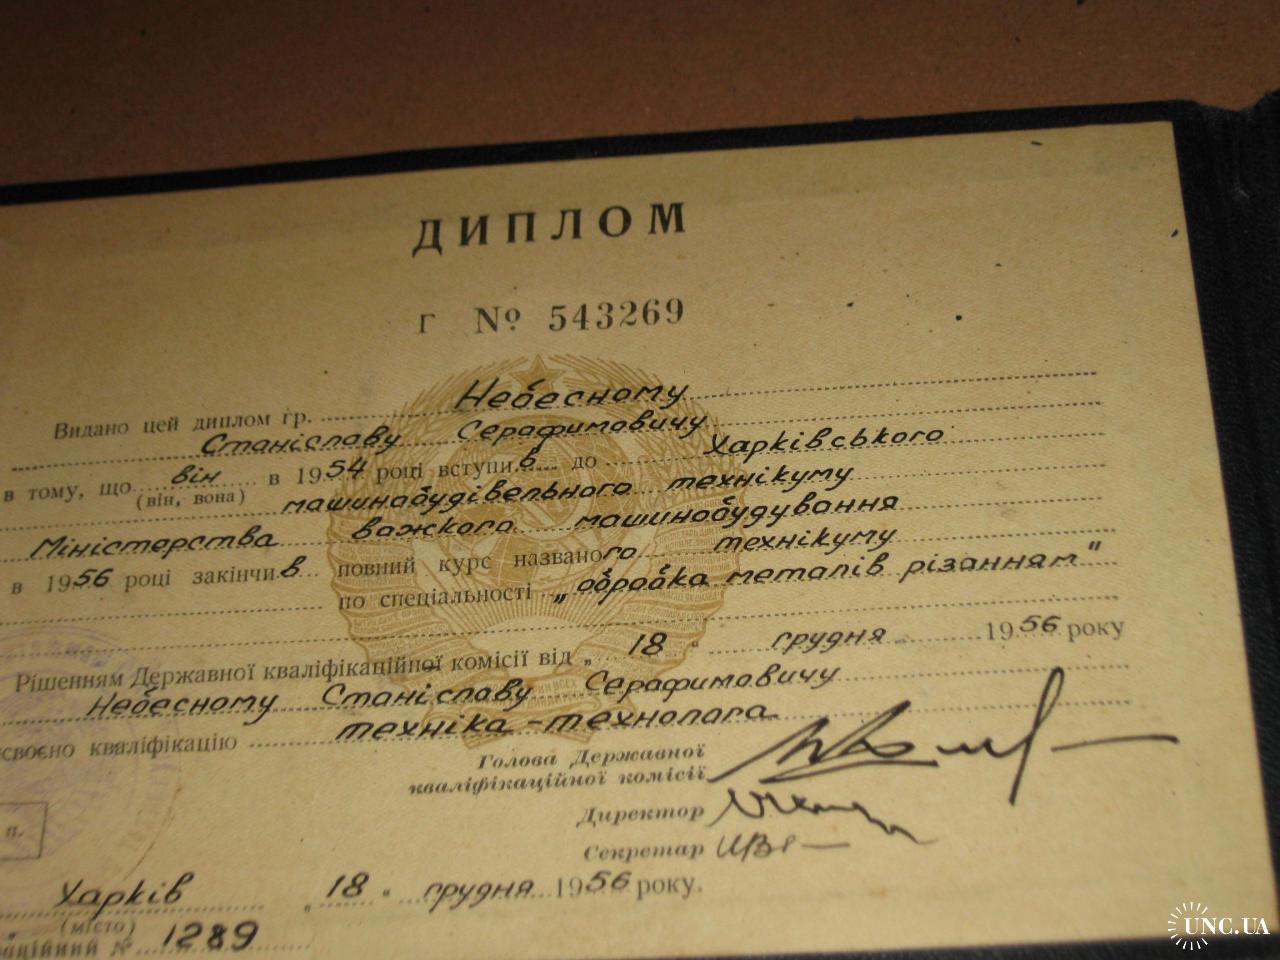 ДИПЛОМ
Г № 543269
Видано цей диплом гр. Небесному
Станіславу Серафимовичу
в тому, що він в 1954 році вступив до Харківського
(він, вона)
машинабудівельного технікуму
Міністерства важкого машинобудування
в 1956 році закінчив повний курс названого технікуму
по спеціальності „обробка металів різанням"
Рішенням Державної кваліфікаційної комісії від „18" грудня 1956 року
Небесному Станіславу Серафимовичу
своєно кваліфікацію техніка-технолога
Голова Державної
кваліфікаційної комісії
Директор
Секретар
п.
Харків „18" грудня 1956 року.
(місто)
№ 1289
UNC.UA